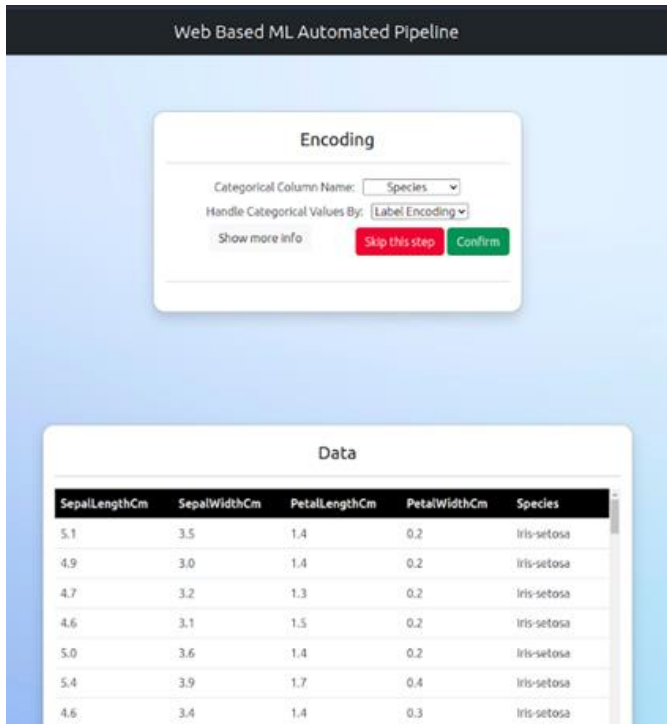 Web Based ML Automated Pipeline
Encoding
Categorical Column Name: Species
Handle Categorical Values By: Label Encoding
Show more info Skip this step Confirm
Data
SepalLengthCm SepalWidthCm PetalLengthCm PetalWidthCm Species
5.1 3.5 1.4 0.2 Iris-setosa
4.9 3.0 1.4 0.2 Iris-setosa
4.7 3.2 1.3 0.2 Iris-setosa
4.6 3.1 1.5 0.2 Iris-setosa
5.0 3.6 1.4 0.2 Iris-setosa
5.4 3.9 1.7 0.4 Iris-setosa
4.6 3.4 1.4 0.3 Iris-setosa